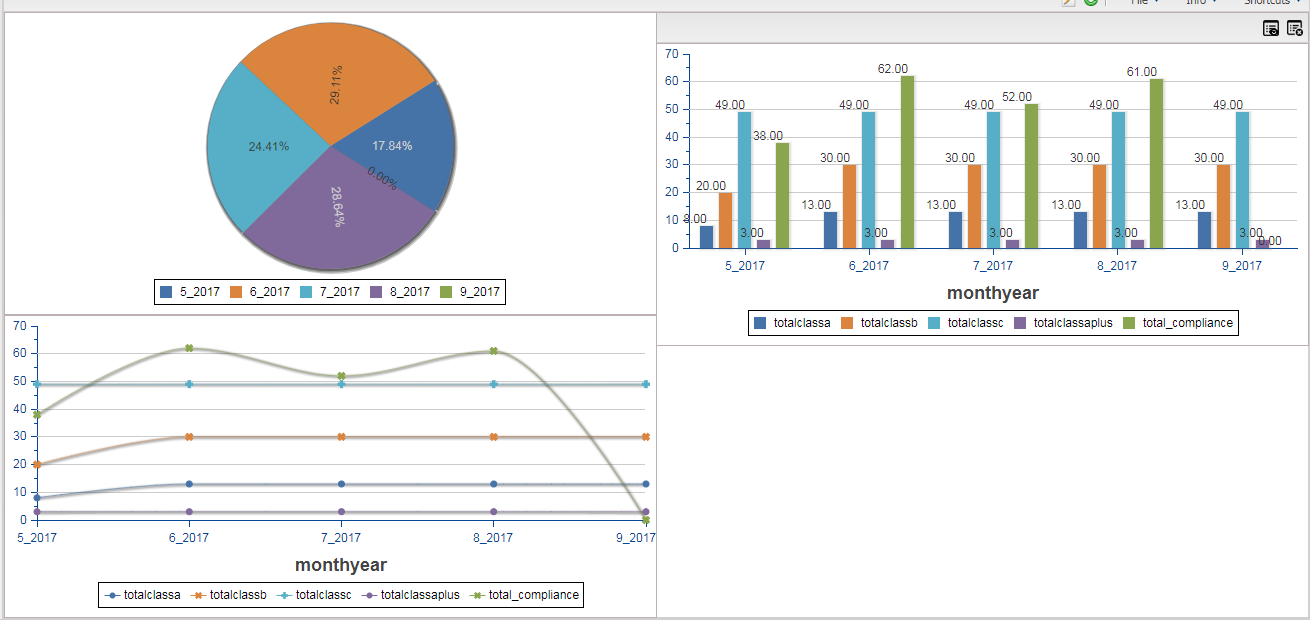 File Info Shortcuts
29.11%
24.41%
17.84%
0.00%
28.64%
5_2017 6_2017 7_2017 8_2017 9_2017
70
60
50
40
30
20
10
0
62.00
61.00
49.00 49.00 49.00 52.00 49.00 49.00
38.00
30.00 30.00 30.00 30.00
20.00
13.00 13.00 13.00 13.00
8.00
3.00 3.00 3.00 3.00 3.00 0.00
5_2017 6_2017 7_2017 8_2017 9_2017
monthyear
totalclassa totalclassb totalclassc totalclassaplus total_compliance
70
60
50
40
30
20
10
0
5_2017 6_2017 7_2017 8_2017 9_2017
monthyear
totalclassa totalclassb totalclassc totalclassaplus total_compliance